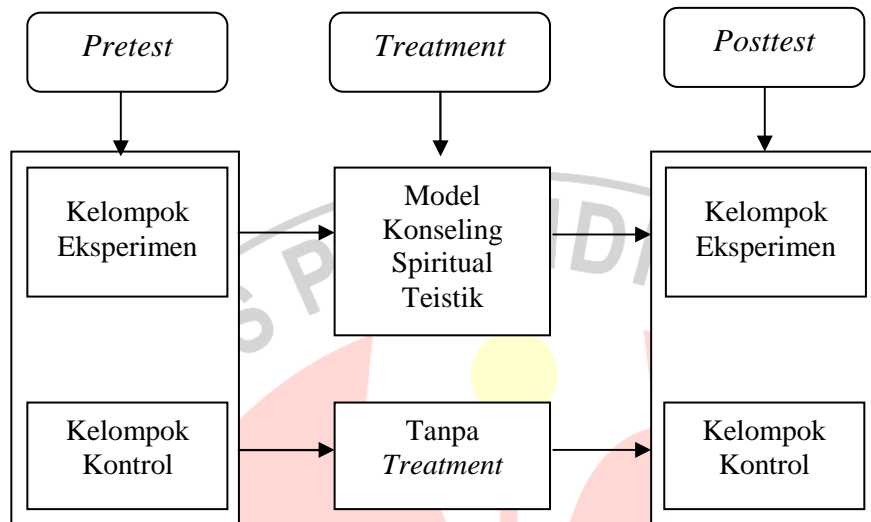 Pretest
Treatment
Posttest
Kelompok
Eksperimen
Model
Konseling
Spiritual
Teistik
Kelompok
Eksperimen
Kelompok
Kontrol
Tanpa
Treatment
Kelompok
Kontrol